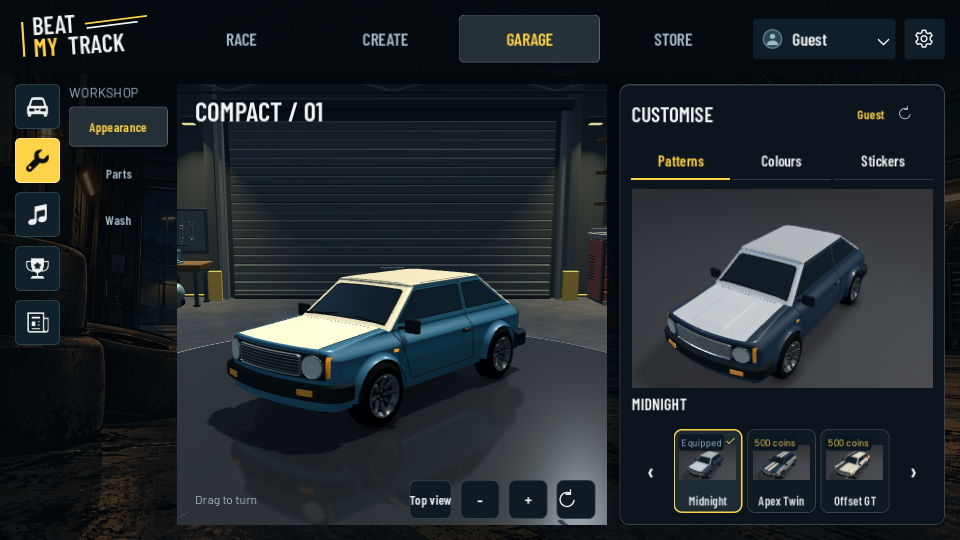 BEAT
MY TRACK
RACE
CREATE
GARAGE
STORE
Guest
WORKSHOP
Appearance
Parts
Wash
COMPACT / 01
Drag to turn
Top view
-
+
CUSTOMISE
Guest
Patterns
Colours
Stickers
MIDNIGHT
Equipped
Midnight
500 coins
Apex Twin
500 coins
Offset GT